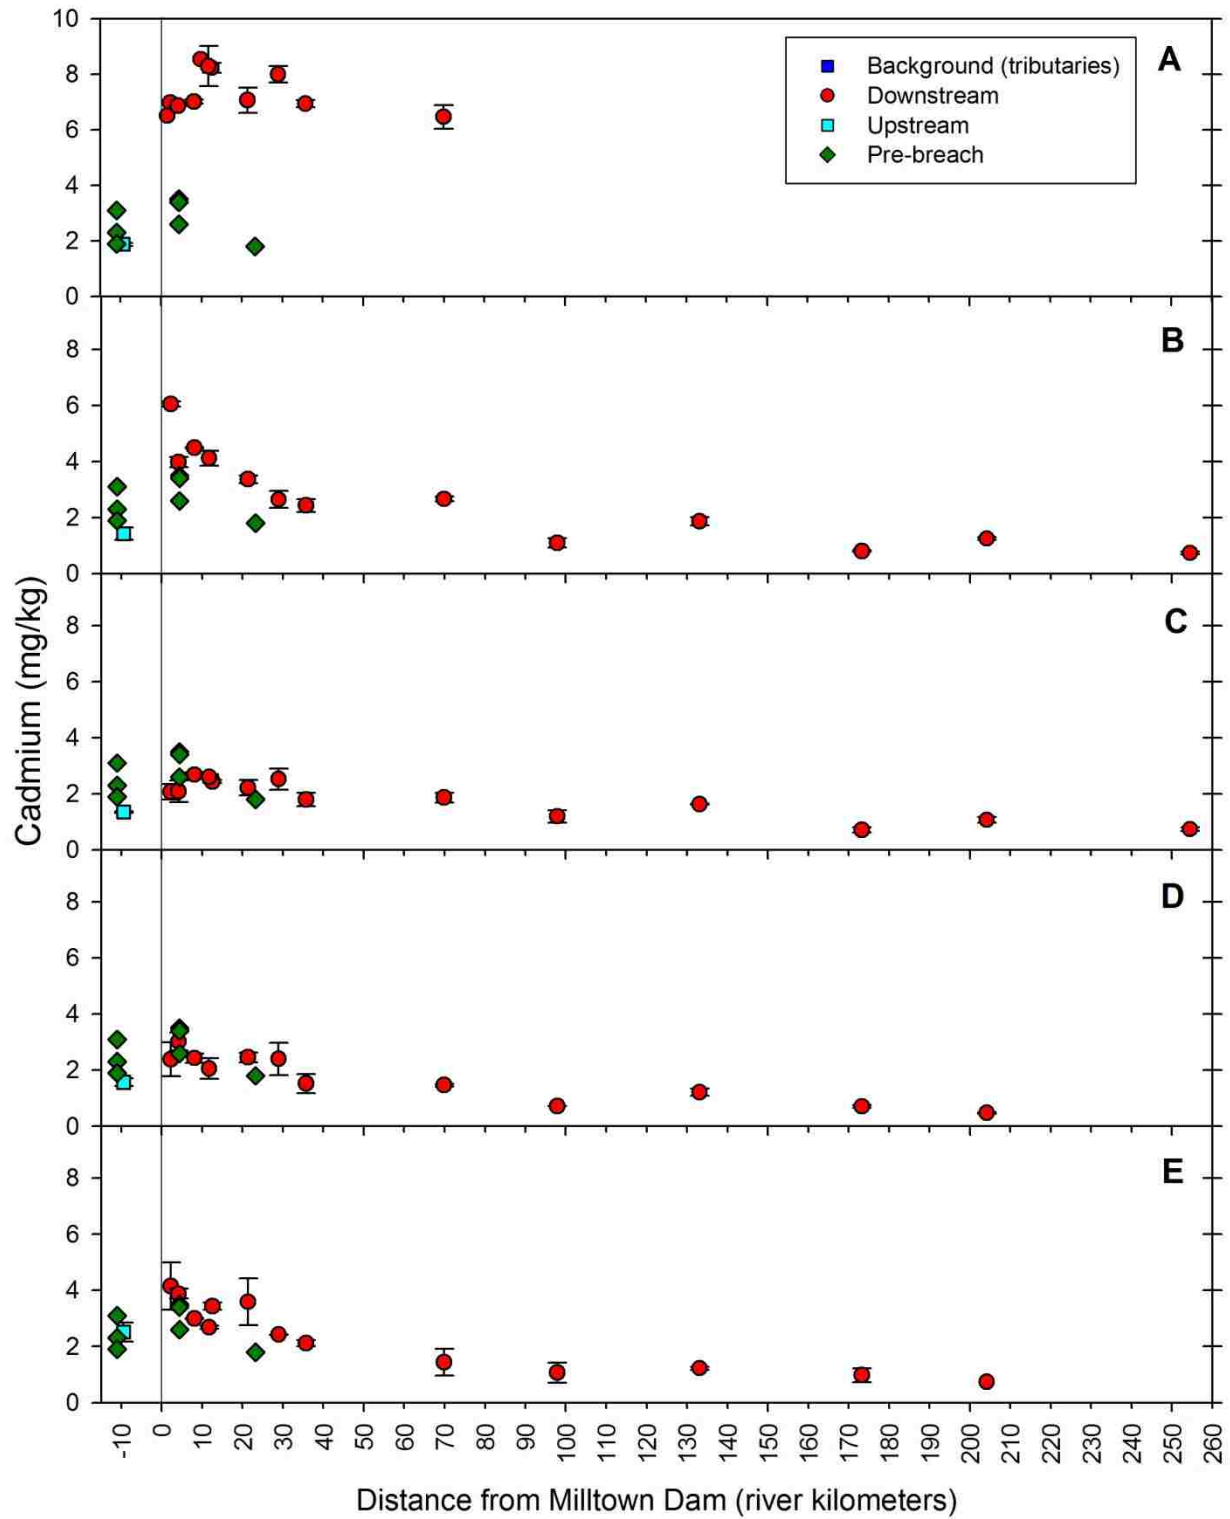 10
8
6
4
2
0
A
Background (tributaries)
Downstream
Upstream
Pre-breach
8
6
4
2
0
B
8
6
4
2
0
C
8
6
4
2
0
D
8
6
4
2
0
E
Cadmium (mg/kg)
-10 0 10 20 30 40 50 60 70 80 90 100 110 120 130 140 150 160 170 180 190 200 210 220 230 240 250 260
Distance from Milltown Dam (river kilometers)